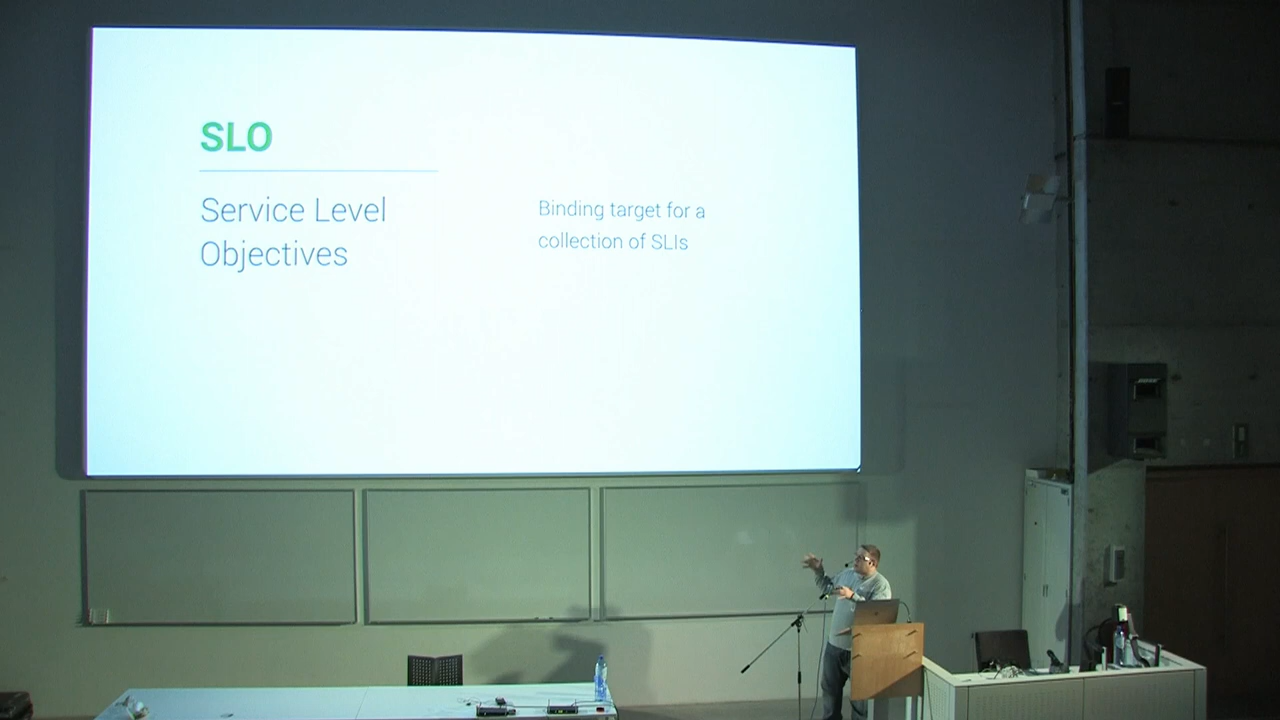 SLO
Service Level
Objectives
Binding target for a
collection of SLIs